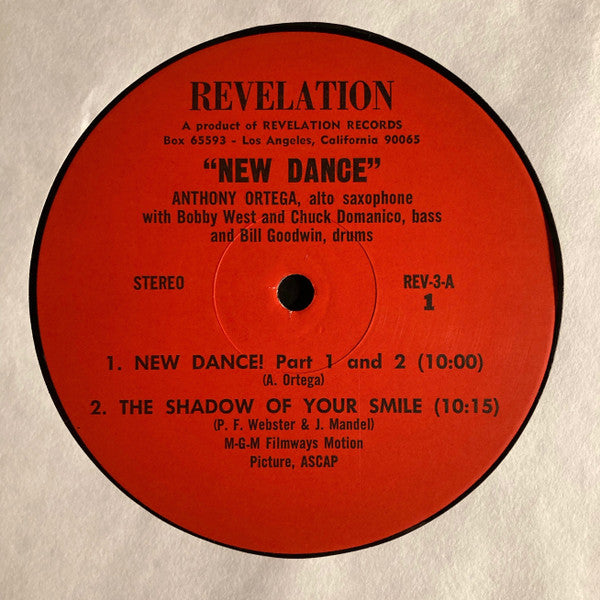 REVELATION
A product of REVELATION RECORDS
Box 65593 - Los Angeles, California 90065
"NEW DANCE"
ANTHONY ORTEGA, alto saxophone
with Bobby West and Chuck Domanico, bass
and Bill Goodwin, drums
STEREO
REV-3-A
1
1. NEW DANCE! Part 1 and 2 (10:00)
(A. Ortega)
2. THE SHADOW OF YOUR SMILE (10:15)
(P. F. Webster & J. Mandel)
M-G-M Filmways Motion
Picture, ASCAP